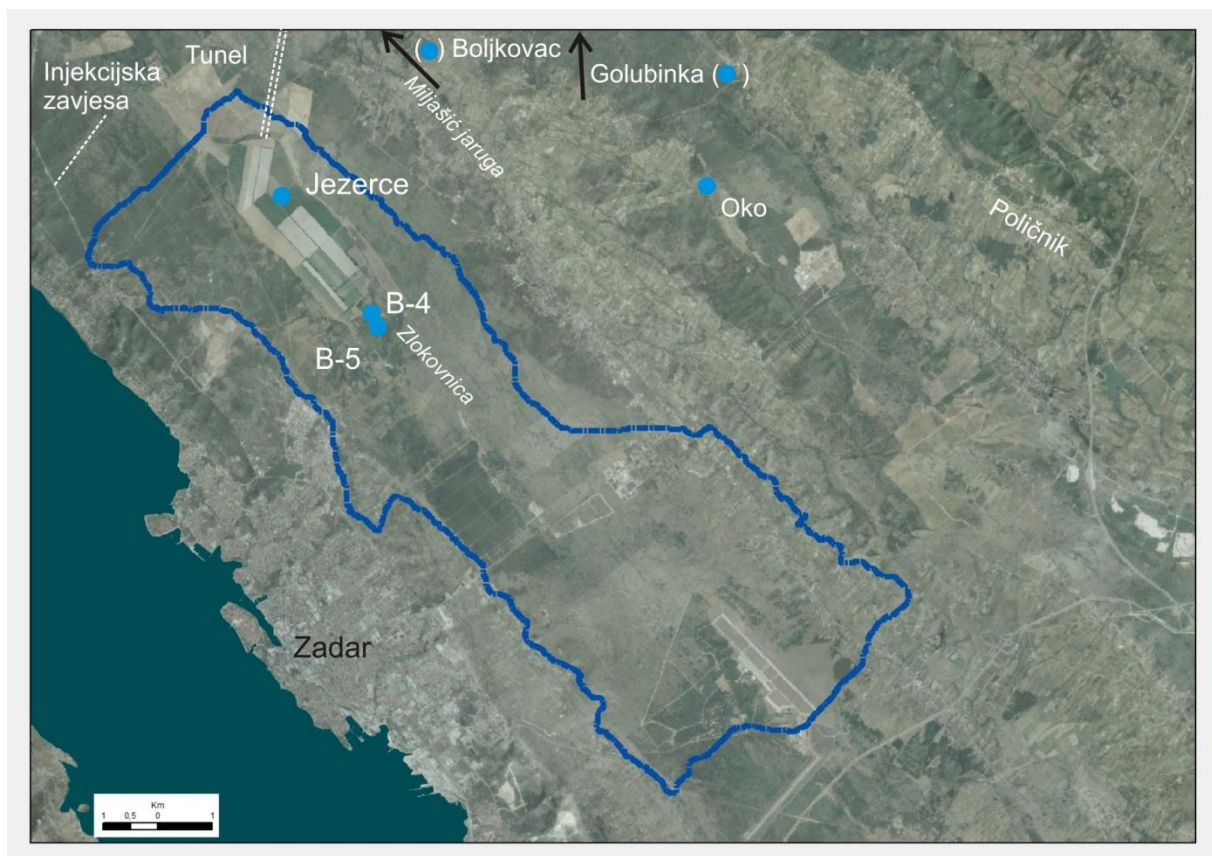 Tunel
( ) Boljkovac
Injekcijska
zavjesa
Golubinka ( )
Miljašić jaruga
Jezerce
Oko
Poličnik
B-4
B-5
Zlokovnica
Zadar
Km
1 0,5 0 1